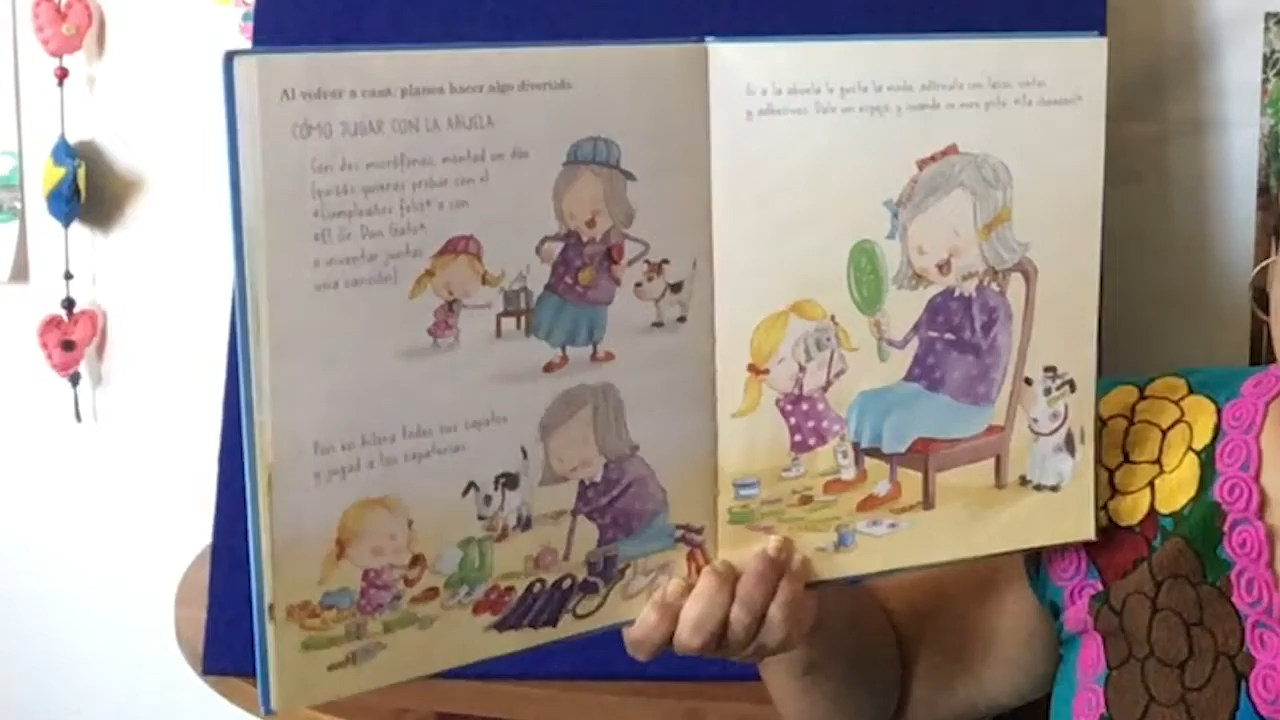 Al volver a casa, planea hacer algo divertido.
CÓMO JUGAR CON LA ABUELA
Con dos micrófonos, montad un dúo
(quizás quieras probar con el
«Cumpleaños feliz» o con
«El Sr. Don Gato»
o inventar juntas
una canción).
Pon en hilera todos sus zapatos
y jugad a las zapaterías.
Si a la abuela le gusta la moda, adórnala con lazos, cintas
y adhesivos. Dale un espejo, y cuando se mire grita: